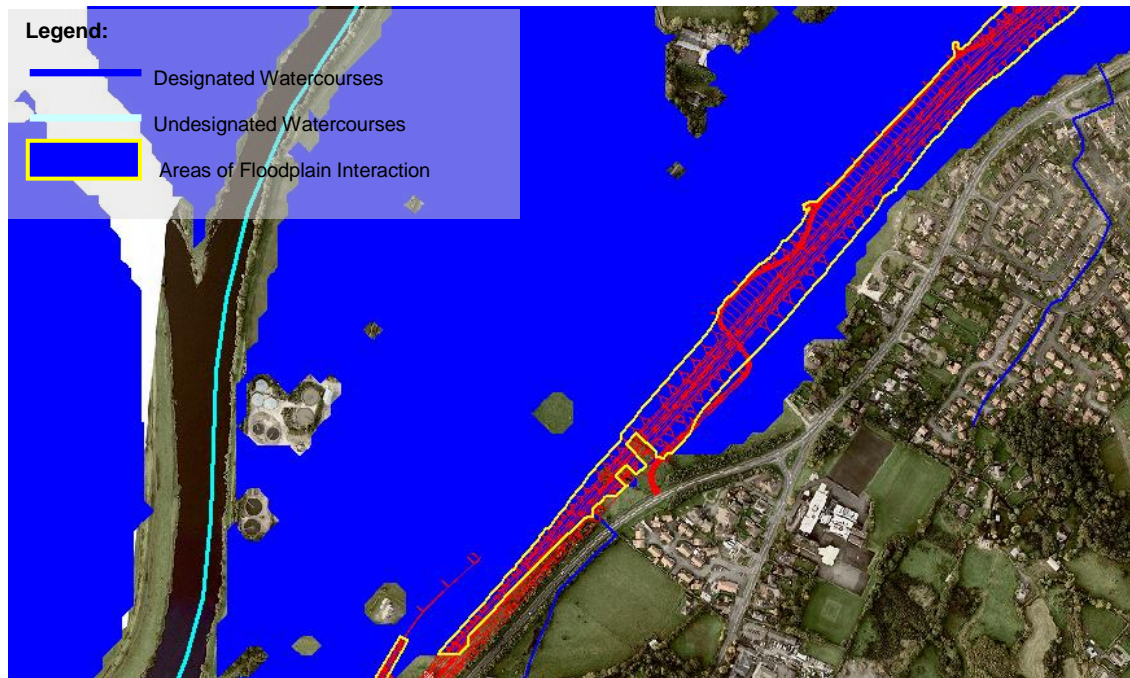 Legend:
Designated Watercourses
Undesignated Watercourses
Areas of Floodplain Interaction